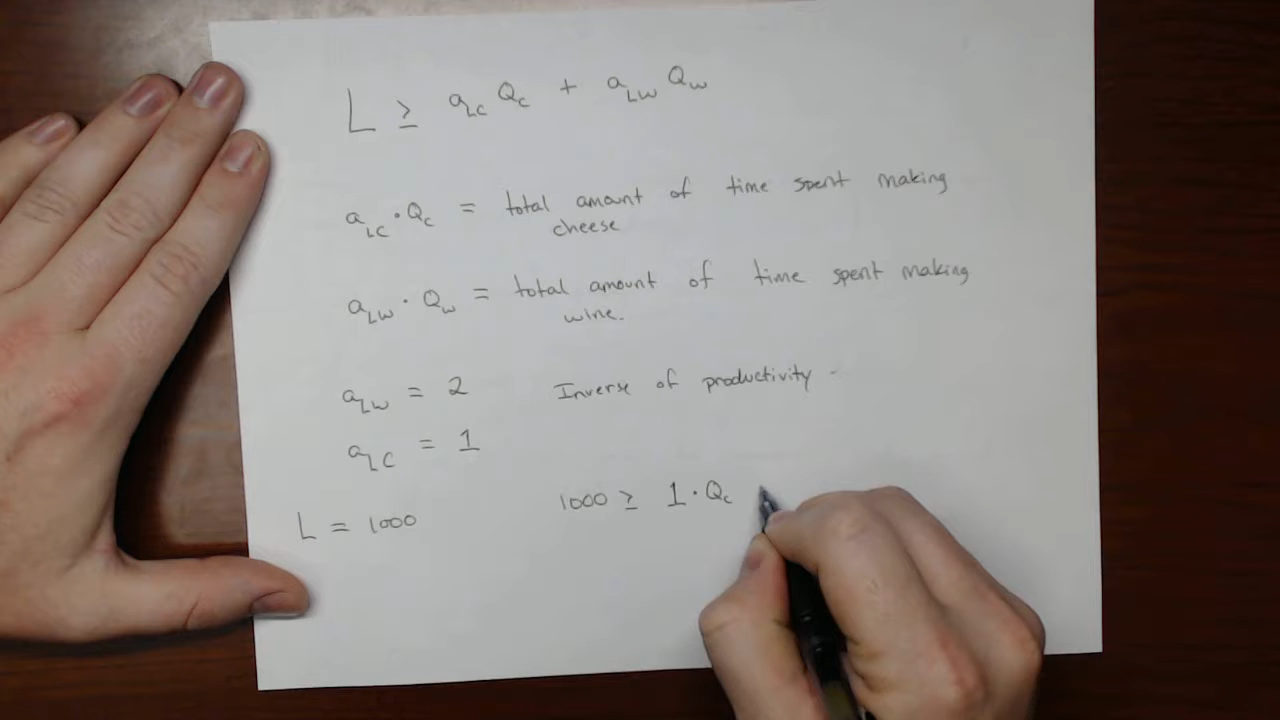 L ≥ a_LC Q_C + a_LW Q_W
a_LC · Q_C = total amount of time spent making
cheese
a_LW · Q_W = total amount of time spent making
wine.
a_LW = 2 Inverse of productivity -
a_LC = 1
L = 1000 1000 ≥ 1 · Q_C